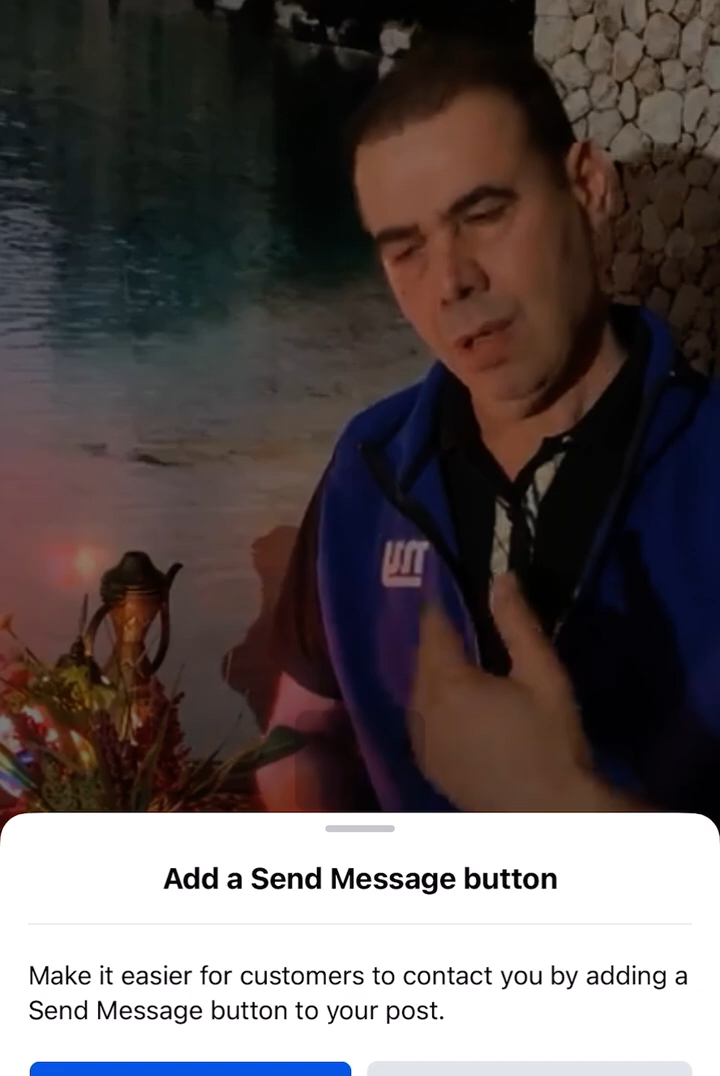 Add a Send Message button
Make it easier for customers to contact you by adding a
Send Message button to your post.